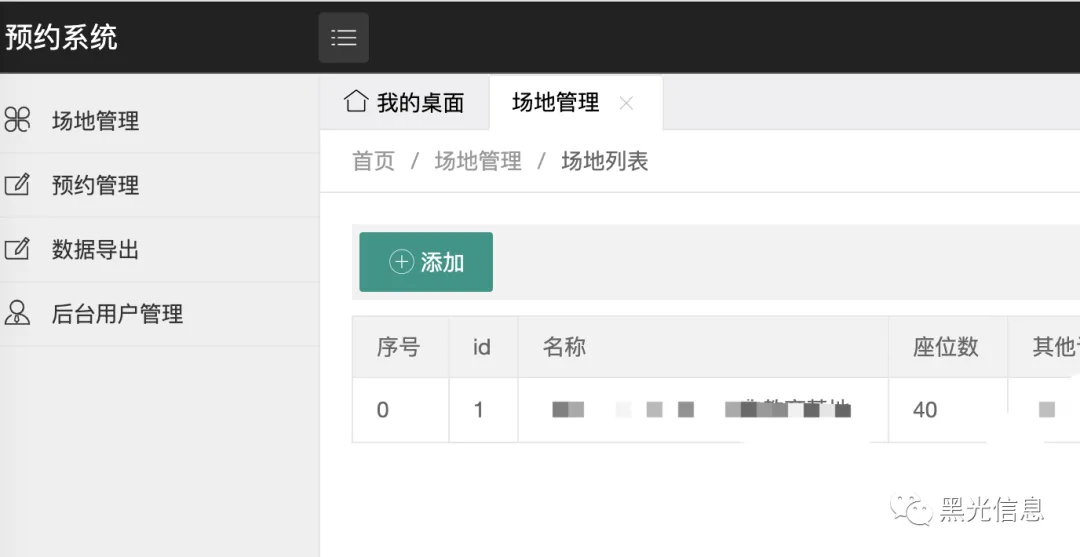 预约系统
我的桌面 场地管理
场地管理
预约管理
数据导出
后台用户管理
首页 / 场地管理 / 场地列表
添加
序号 id 名称 座位数 其他
0 1 40
黑光信息